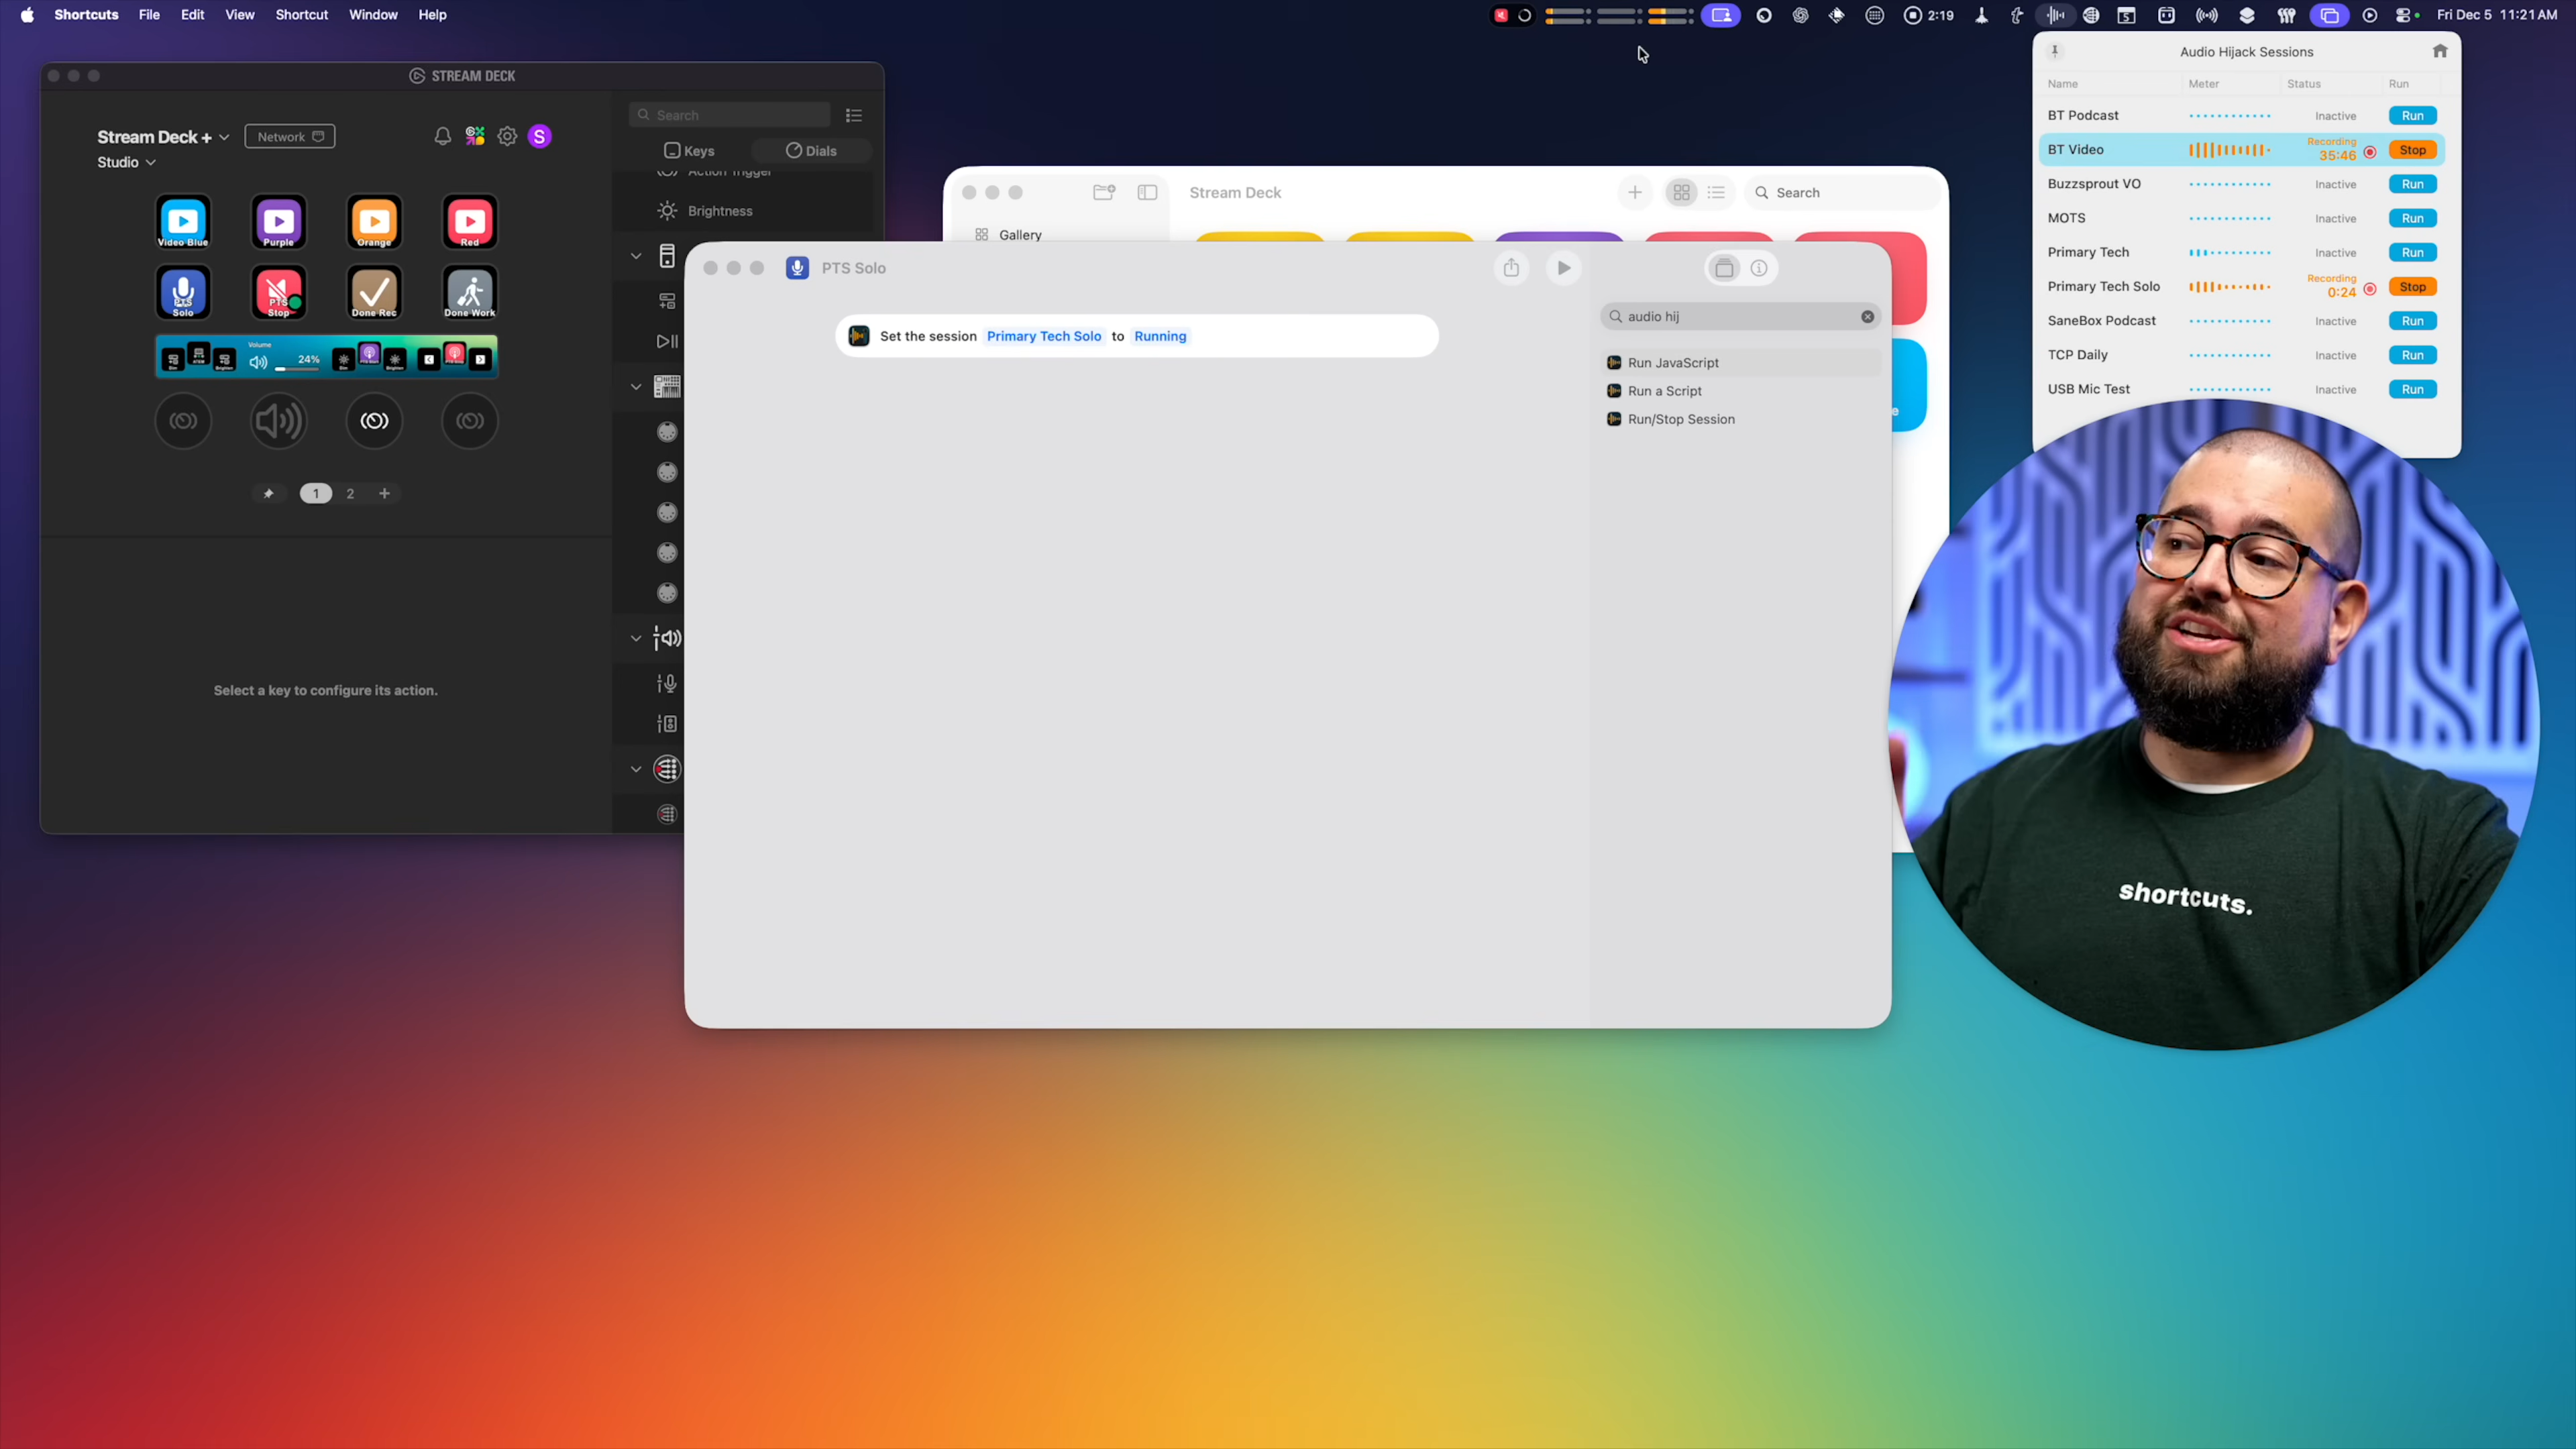 Shortcuts File Edit View Shortcut Window Help
2:19
5
Fri Dec 5 11:21 AM
STREAM DECK
Stream Deck +
Network
S
Studio
Video Blue
Purple
Orange
Red
PTS
Solo
PTS
Stop
Done Rec
Done Work
Volume
24%
1
2
+
Select a key to configure its action.
Search
Keys
Dials
Action Trigger
Brightness
Stream Deck
Search
Gallery
e
PTS Solo
Set the session Primary Tech Solo to Running
audio hij
Run JavaScript
Run a Script
Run/Stop Session
Audio Hijack Sessions
Name Meter Status Run
BT Podcast Inactive Run
BT Video Recording 35:46 Stop
Buzzsprout VO Inactive Run
MOTS Inactive Run
Primary Tech Inactive Run
Primary Tech Solo Recording 0:24 Stop
SaneBox Podcast Inactive Run
TCP Daily Inactive Run
USB Mic Test Inactive Run
shortcuts.